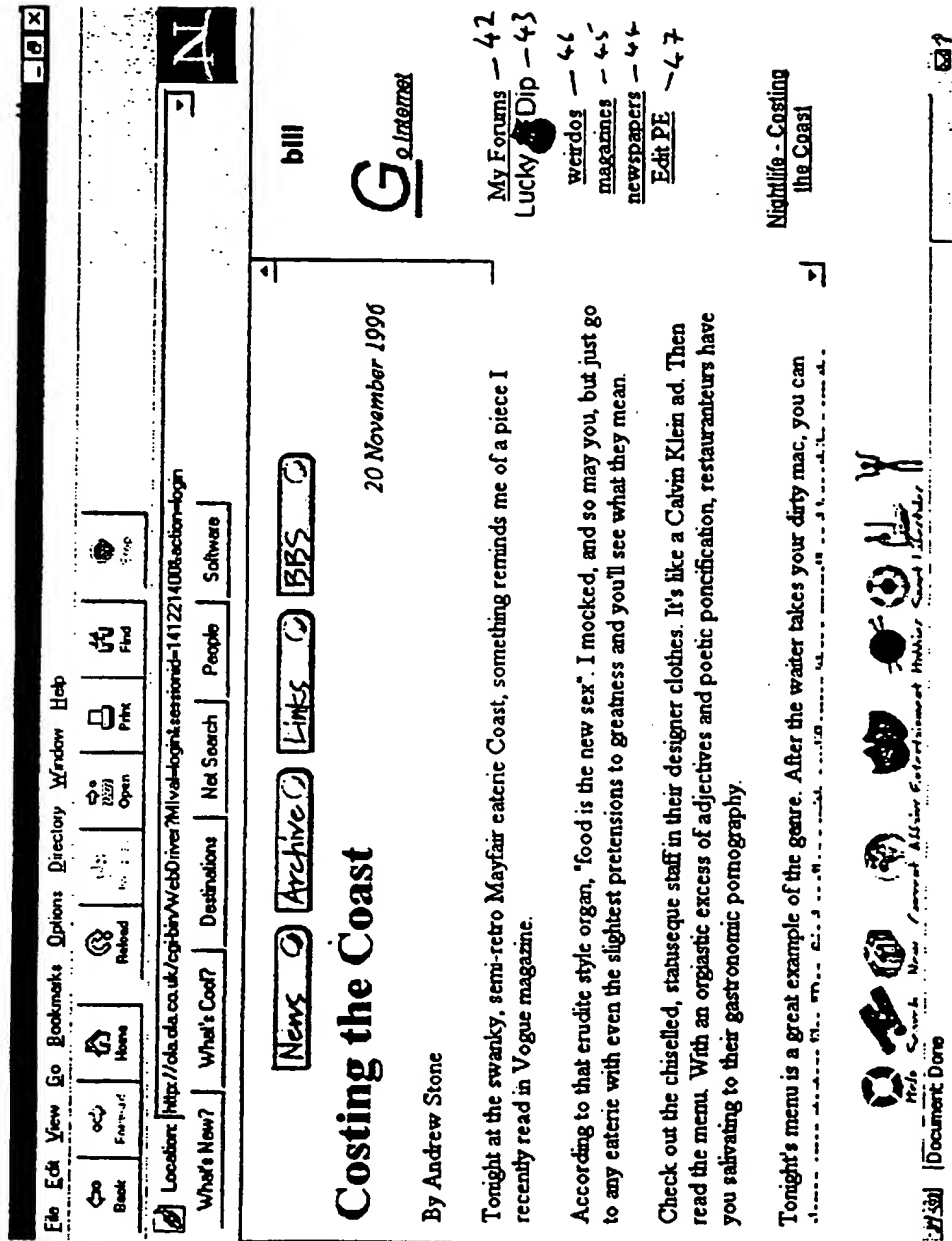 File Edit View Go Bookmarks Options Directory Window Help
Back Forward Home Reload Open Print Find Stop
Location: http://ola.ola.co.uk/cgi-bin/WebDriver?MIval=login&sessionid=1412214008action=login
What's New? What's Cool? Destinations Net Search People Software
N
News Archive Links BBS
bill
Go Internet
Costing the Coast
20 November 1996
By Andrew Stone
Tonight at the swanky, semi-retro Mayfair eaterie Coast, something reminds me of a piece I
recently read in Vogue magazine.
According to that erudite style organ, "food is the new sex". I mocked, and so may you, but just go
to any eaterie with even the slightest pretensions to greatness and you'll see what they mean.
Check out the chiselled, statuseque staff in their designer clothes. It's like a Calvin Klein ad. Then
read the menu. With an orgiastic excess of adjectives and poetic poncification, restauranteurs have
you salivating to their gastronomic pornography.
Tonight's menu is a great example of the genre. After the waiter takes your dirty mac, you can
My Forums - 42
Lucky Dip - 43
weirdos - 46
magazines - 45
newspapers - 44
Edit PE - 47
Nightlife - Costing
the Coast
Help Search New Current Affairs Entertainment Hobbies Sport Lifestyles
Document: Done